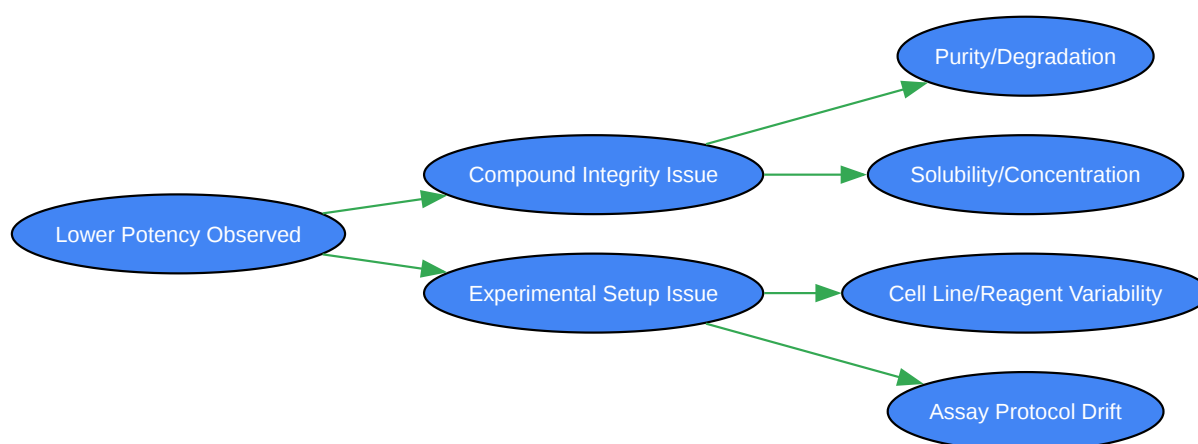 Purity/Degradation
Compound Integrity Issue
Solubility/Concentration
Lower Potency Observed
Experimental Setup Issue
Cell Line/Reagent Variability
Assay Protocol Drift